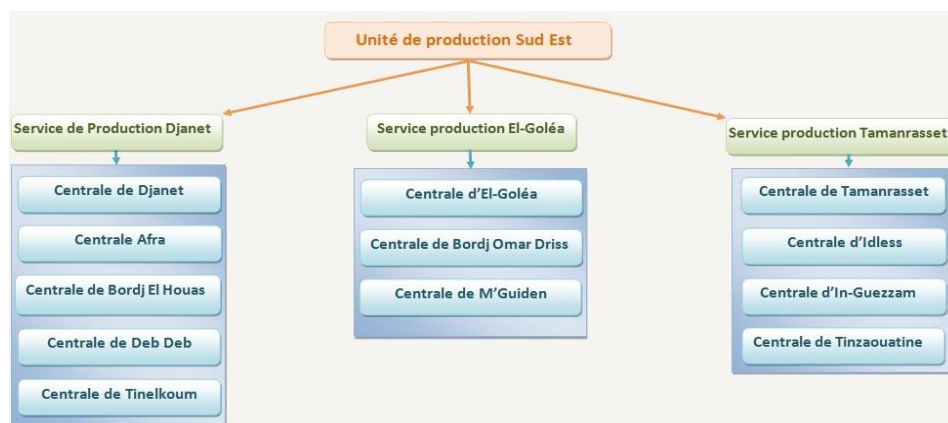 Unité de production Sud Est
Service de Production Djanet
Centrale de Djanet
Centrale Afra
Centrale de Bordj El Houas
Centrale de Deb Deb
Centrale de Tinelkoum
Service production El-Goléa
Centrale d'El-Goléa
Centrale de Bordj Omar Driss
Centrale de M'Guiden
Service production Tamanrasset
Centrale de Tamanrasset
Centrale d'Idless
Centrale d'In-Guezzam
Centrale de Tinzaouatine